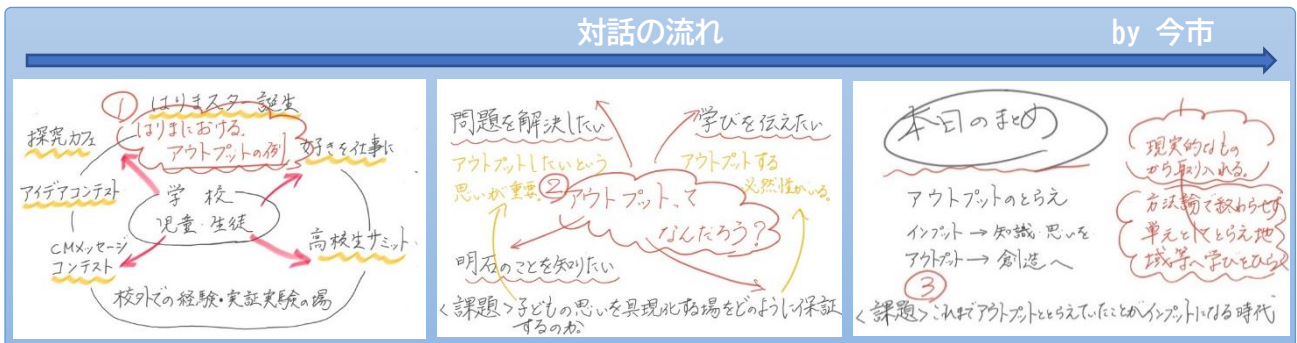 対話の流れ
by 今市
① はりまスター誕生
探究カフェ
はりまにおける
アウトプットの例
好きを仕事に
アイデアコンテスト
学校
児童・生徒
CMメッセージ
コンテスト
高校生サミット
校外での経験・実証実験の場
問題を解決したい
学びを伝えたい
アウトプットしたいという
思いが重要。
アウトプットする
必然性がいる。
② アウトプットって
なんだろう?
明石のことを知りたい
<課題>子どもの思いを具現化する場をどのように保証
するのか。
本日のまとめ
現実的なもの
から取り入れる。
アウトプットのとらえ
インプット→知識・思いを
アウトプット→創造へ
方法論で終わらせず
単元としてとらえ地
域等へ学びをひらく
③
<課題>これまでアウトプットととらえていたことがインプットになる時代